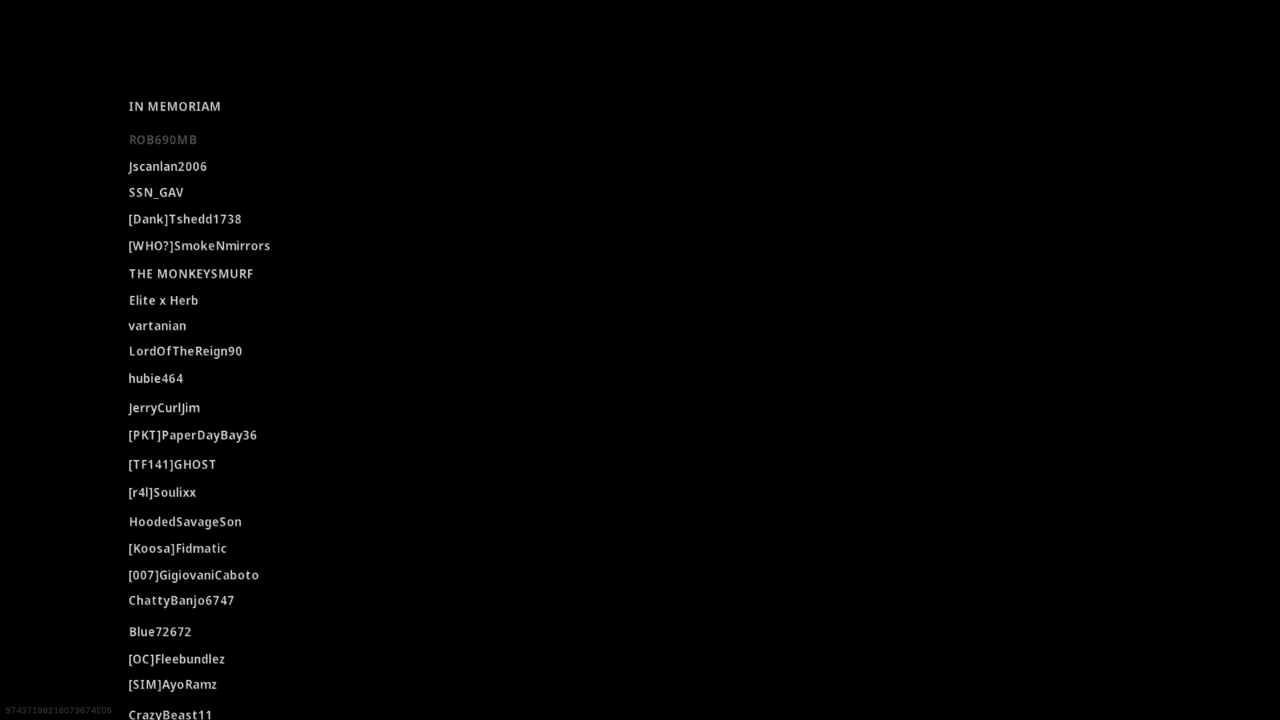 IN MEMORIAM
ROB690MB
Jscanlan2006
SSN_GAV
[Dank]Tshedd1738
[WHO?]SmokeNmirrors
THE MONKEYSMURF
Elite x Herb
vartanian
LordOfTheReign90
hubie464
JerryCurlJim
[PKT]PaperDayBay36
[TF141]GHOST
[r4l]Soulixx
HoodedSavageSon
[Koosa]Fidmatic
[007]GigiovaniCaboto
ChattyBanjo6747
Blue72672
[OC]Fleebundlez
[SIM]AyoRamz
CrazyBeast11
97437198216073674205